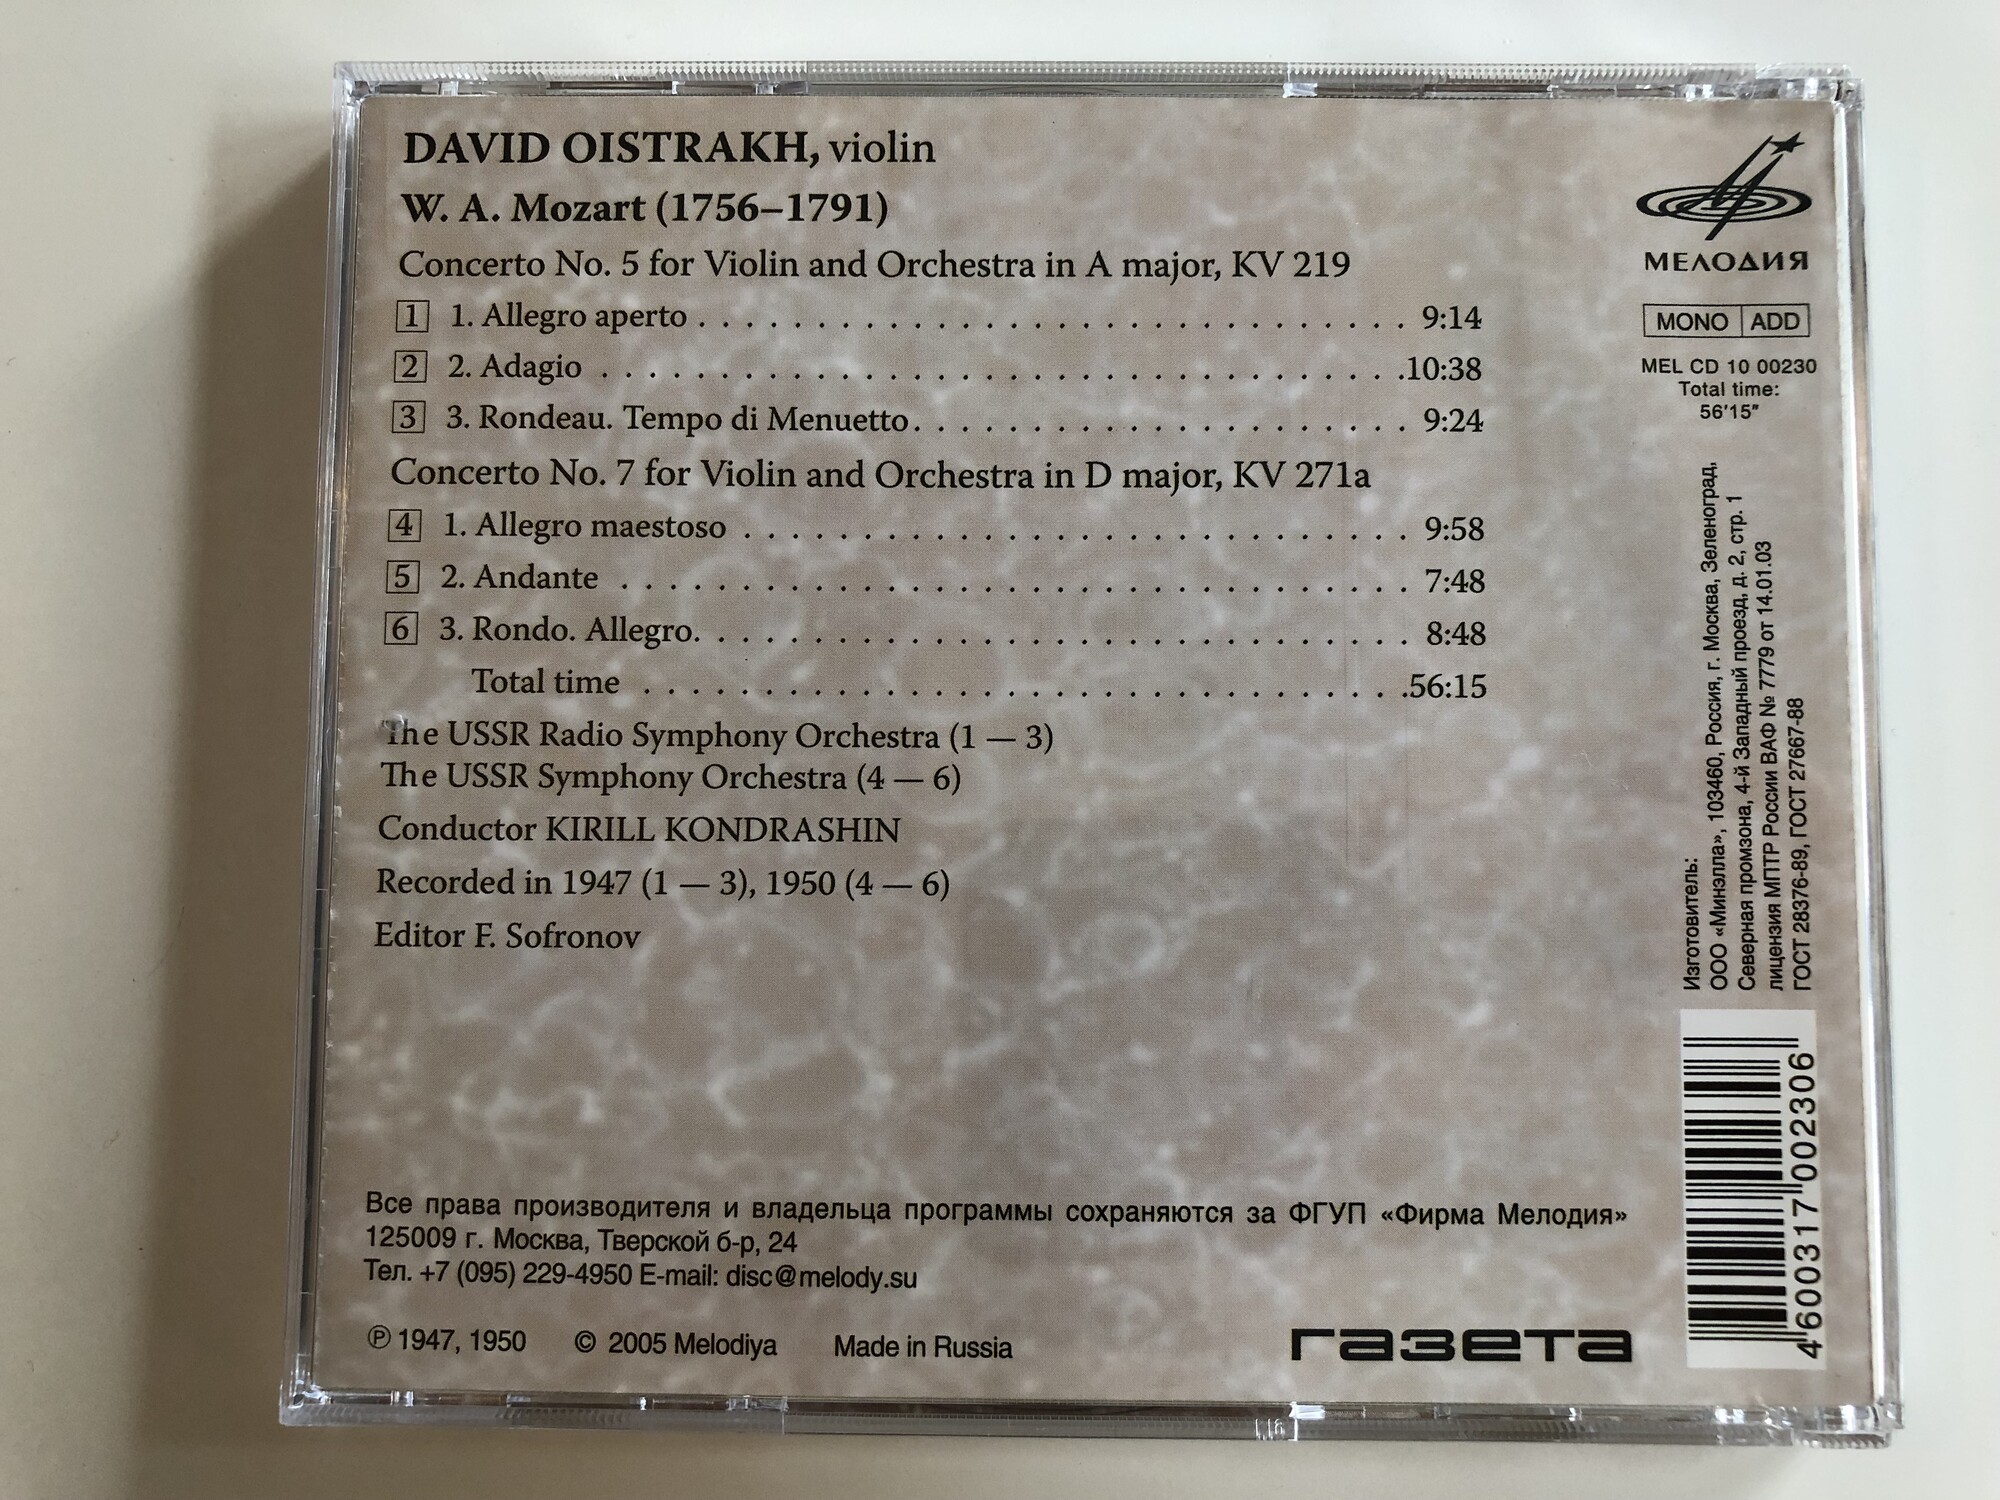 DAVID OISTRAKH, violin
W. A. Mozart (1756–1791)
Concerto No. 5 for Violin and Orchestra in A major, KV 219
1 1. Allegro aperto . . . . . . . . . . . . . . . . . . . . . . . . . . . . . . 9:14
2 2. Adagio . . . . . . . . . . . . . . . . . . . . . . . . . . . . . . . . . .10:38
3 3. Rondeau. Tempo di Menuetto. . . . . . . . . . . . . . . . . . . . . 9:24
Concerto No. 7 for Violin and Orchestra in D major, KV 271a
4 1. Allegro maestoso . . . . . . . . . . . . . . . . . . . . . . . . . . . . 9:58
5 2. Andante . . . . . . . . . . . . . . . . . . . . . . . . . . . . . . . . . 7:48
6 3. Rondo. Allegro. . . . . . . . . . . . . . . . . . . . . . . . . . . . . . 8:48
Total time . . . . . . . . . . . . . . . . . . . . . . . . . . . . . . . . .56:15
The USSR Radio Symphony Orchestra (1 — 3)
The USSR Symphony Orchestra (4 — 6)
Conductor KIRILL KONDRASHIN
Recorded in 1947 (1 — 3), 1950 (4 — 6)
Editor F. Sofronov
Все права производителя и владельца программы сохраняются за ФГУП «Фирма Мелодия»
125009 г. Москва, Тверской б-р, 24
Тел. +7 (095) 229-4950 E-mail: disc@melody.su
℗ 1947, 1950 © 2005 Melodiya Made in Russia
газета
МЕЛОДИЯ
MONO ADD
MEL CD 10 00230
Total time:
56'15"
Изготовитель:
ООО «Минэлла», 103460, Россия, г. Москва, Зеленоград,
Северная промзона, 4-й Западный проезд, д. 2, стр. 1
лицензия МПТР России ВАФ № 7779 от 14.01.03
ГОСТ 28376-89, ГОСТ 27667-88
4 600317 002306